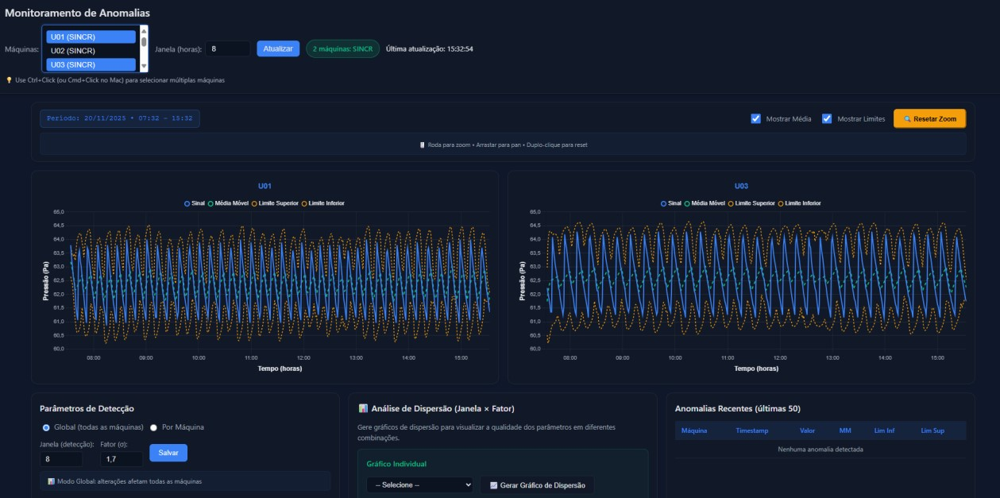 Monitoramento de Anomalias
Máquinas:
U01 (SINCR)
U02 (SINCR)
U03 (SINCR)
Janela (horas): 8 Atualizar 2 máquinas: SINCR Última atualização: 15:32:54
Use Ctrl+Click (ou Cmd+Click no Mac) para selecionar múltiplas máquinas
Período: 20/11/2025 • 07:32 – 15:32
Mostrar Média Mostrar Limites Resetar Zoom
Roda para zoom • Arrastar para pan • Duplo-clique para reset
U01
Sinal Média Móvel Limite Superior Limite Inferior
Pressão (Pa)
65,0
64,5
64,0
63,5
63,0
62,5
62,0
61,5
61,0
60,5
60,0
08:00 09:00 10:00 11:00 12:00 13:00 14:00 15:00
Tempo (horas)
U03
Sinal Média Móvel Limite Superior Limite Inferior
Pressão (Pa)
65,0
64,5
64,0
63,5
63,0
62,5
62,0
61,5
61,0
60,5
60,0
08:00 09:00 10:00 11:00 12:00 13:00 14:00 15:00
Tempo (horas)
Parâmetros de Detecção
Global (todas as máquinas) Por Máquina
Janela (detecção): Fator (σ):
8 1,7 Salvar
Modo Global: alterações afetam todas as máquinas
Análise de Dispersão (Janela × Fator)
Gere gráficos de dispersão para visualizar a qualidade dos parâmetros em diferentes
combinações.
Gráfico Individual
-- Selecione -- Gerar Gráfico de Dispersão
Anomalias Recentes (últimas 50)
Máquina Timestamp Valor MM Lim Inf Lim Sup
Nenhuma anomalia detectada